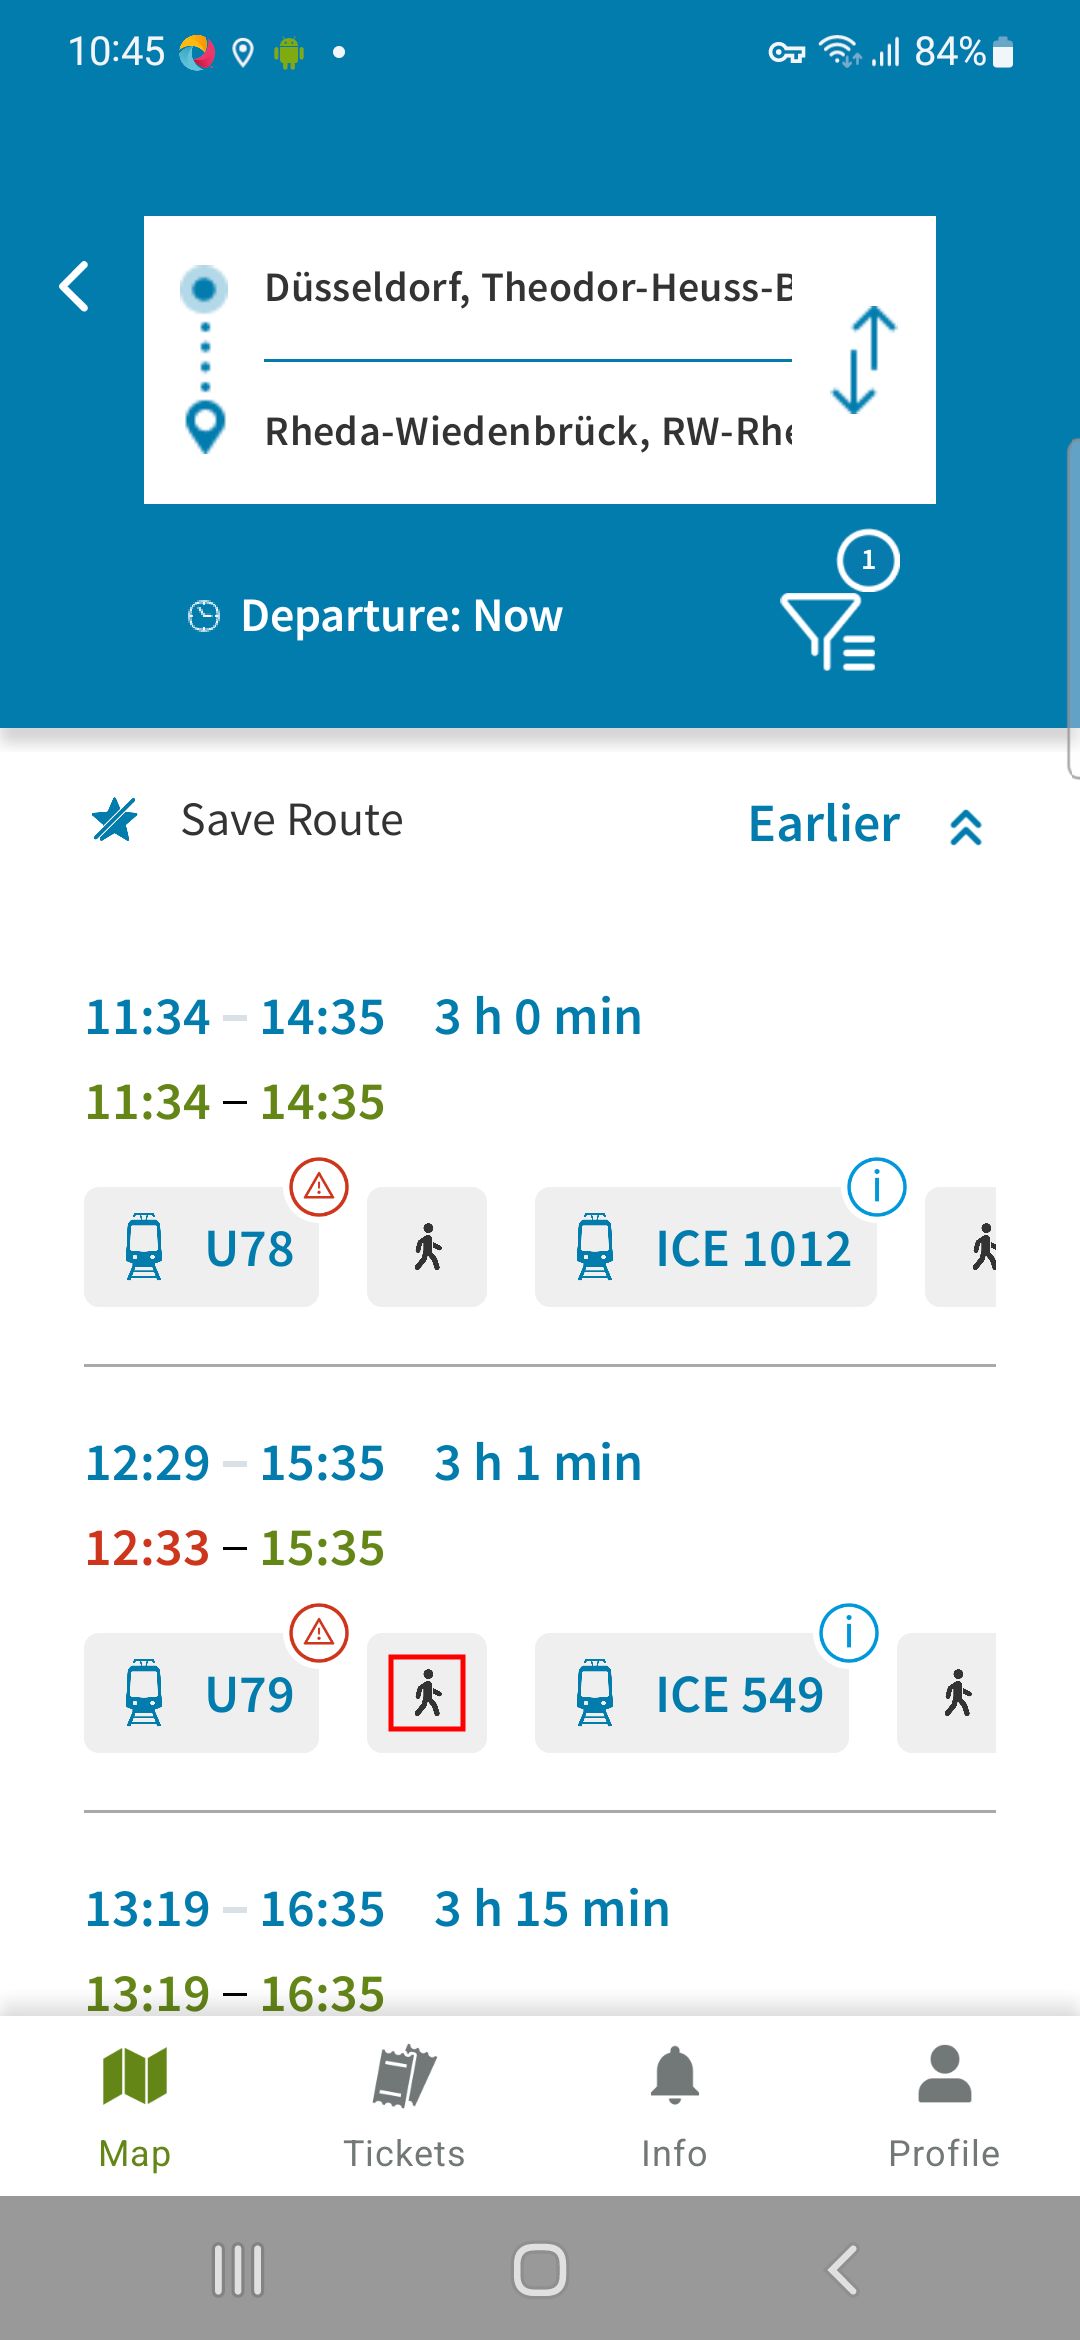 10:45
84%
Düsseldorf, Theodor-Heuss-B
Rheda-Wiedenbrück, RW-Rhe
1
Departure: Now
Save Route
Earlier
11:34 – 14:35 3 h 0 min
11:34 – 14:35
U78
ICE 1012
12:29 – 15:35 3 h 1 min
12:33 – 15:35
U79
ICE 549
13:19 – 16:35 3 h 15 min
13:19 – 16:35
Map
Tickets
Info
Profile